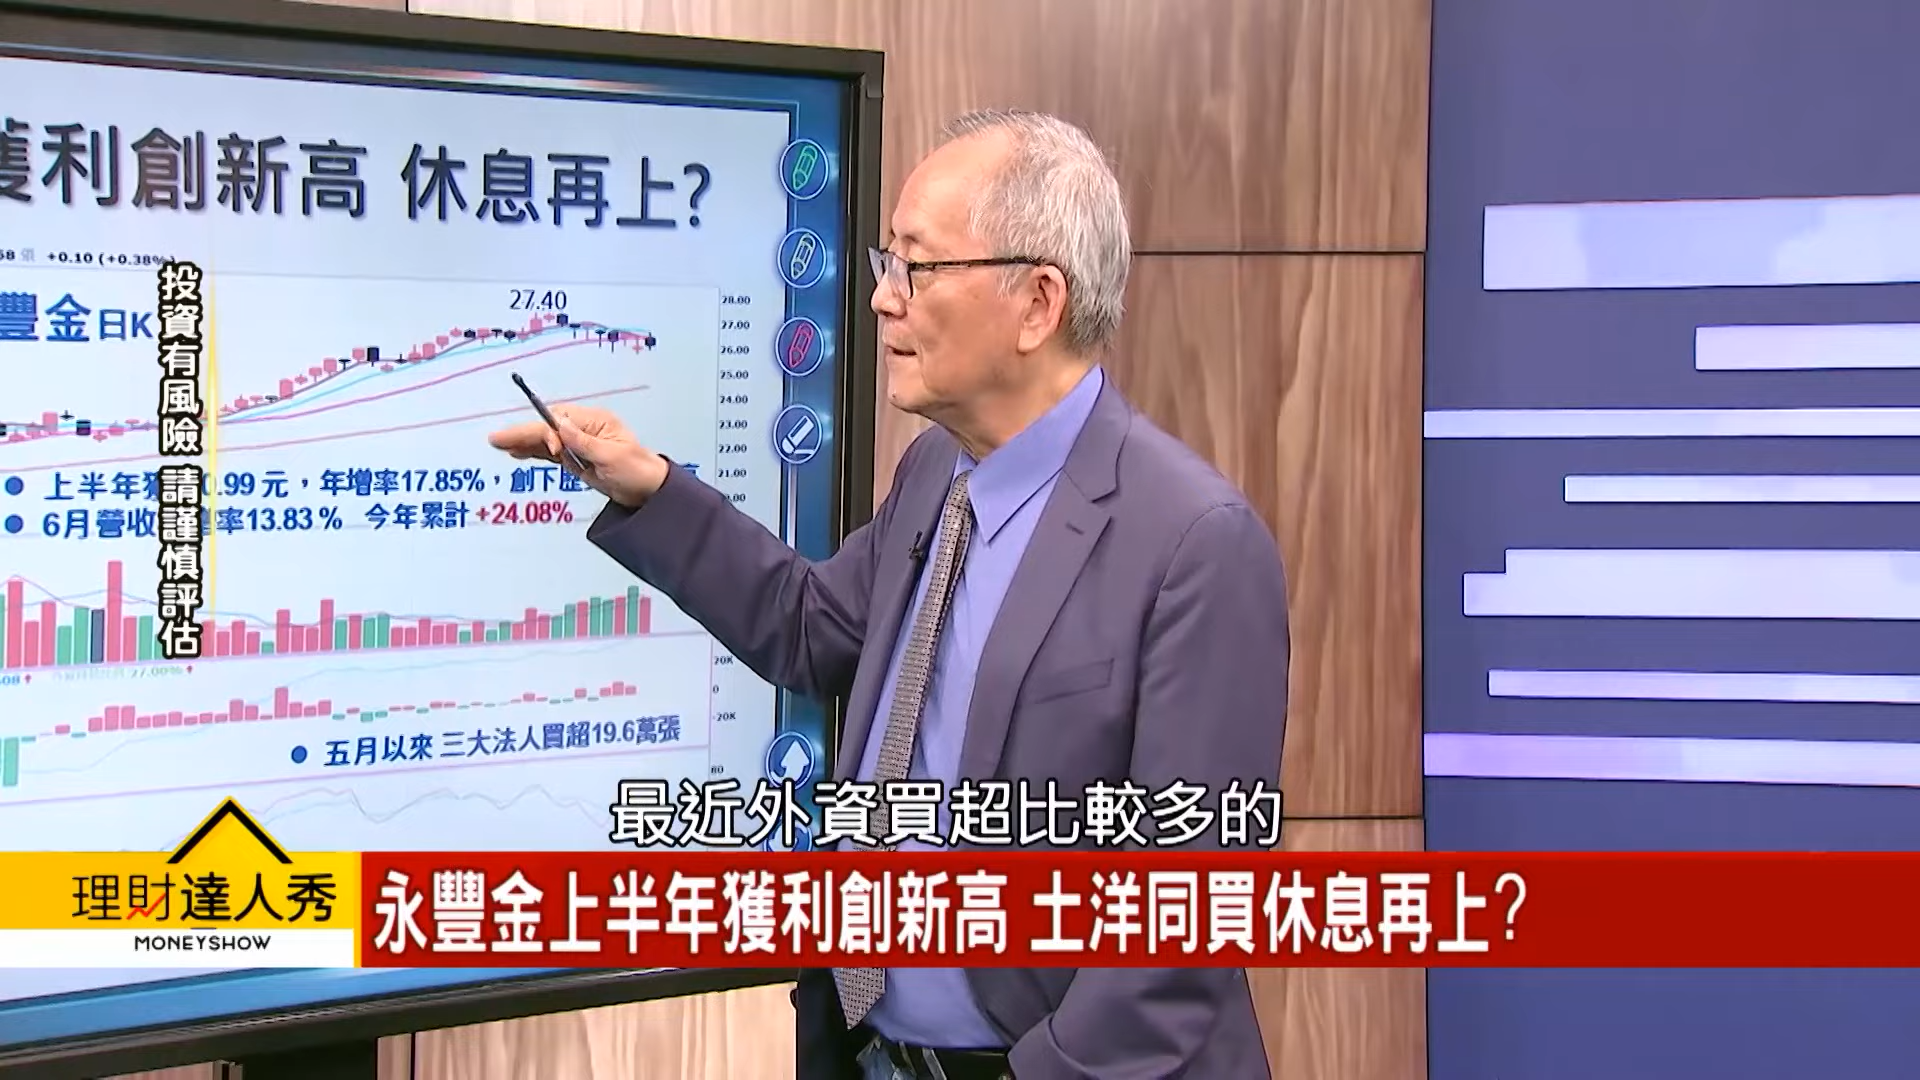 獲利創新高 休息再上?
+0.10 (+0.38%)
豐金日K
27.40
28.00
27.00
26.00
25.00
24.00
23.00
22.00
21.00
投資有風險 請謹慎評估
上半年獲 0.99元,年增率17.85%,創下歷
6月營收 率13.83% 今年累計+24.08%
27.00%
20K
0
-20K
五月以來 三大法人買超19.6萬張
80
最近外資買超比較多的
理財達人秀
MONEYSHOW
永豐金上半年獲利創新高 土洋同買休息再上?